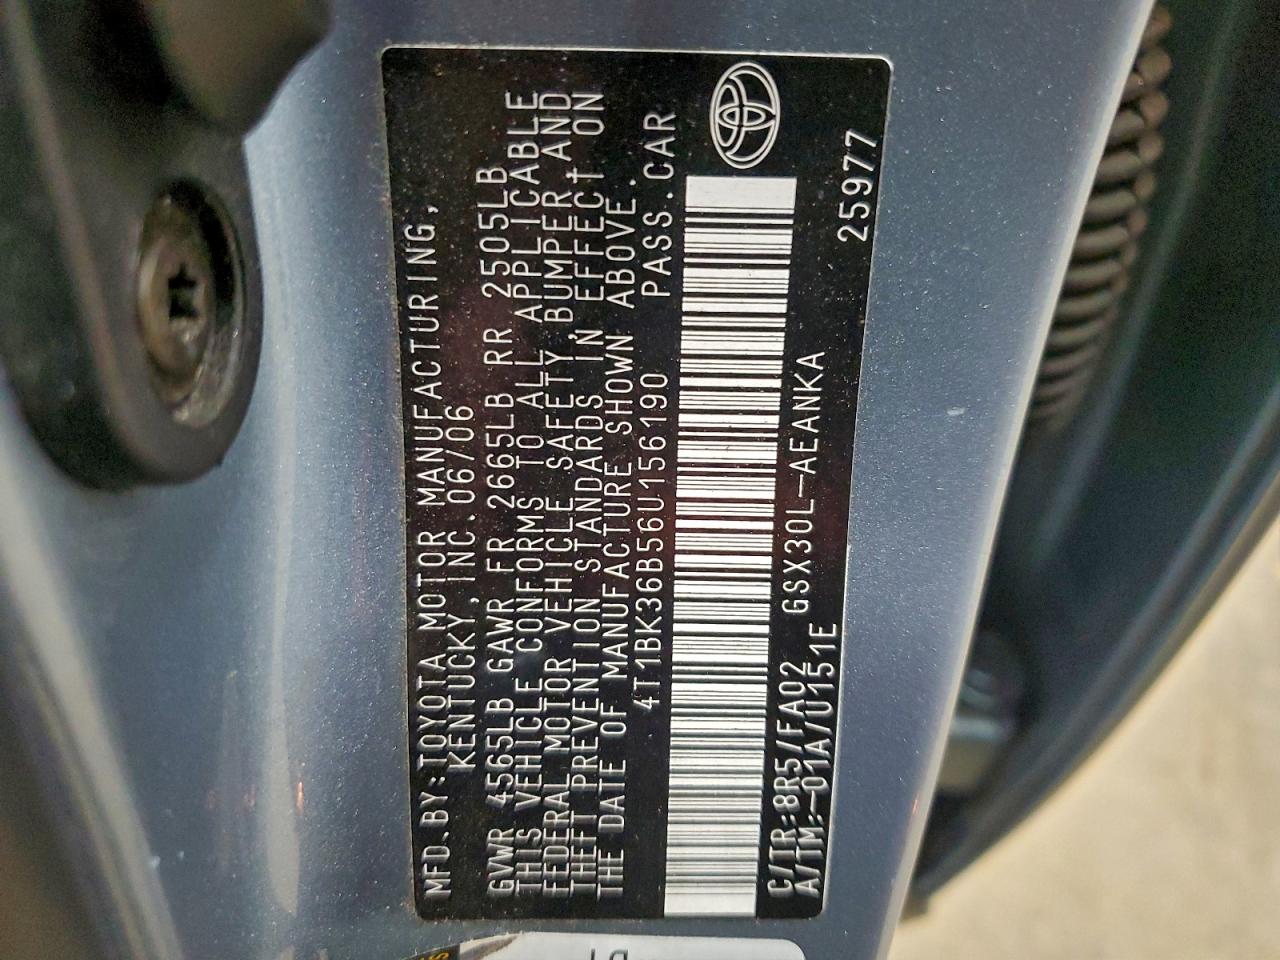 MFD.BY:TOYOTA MOTOR MANUFACTURING,
KENTUCKY,INC.06/06
GVWR 4565LB GAWR FR 2665LB RR 2505LB
THIS VEHICLE CONFORMS TO ALL APPLICABLE
FEDERAL MOTOR VEHICLE SAFETY,BUMPER,AND
THEFT PREVENTION STANDARDS IN EFFECT ON
THE DATE OF MANUFACTURE SHOWN ABOVE.
4T1BK36B56U156190 PASS.CAR
C/TR:8R5/FA02 GSX30L-AEANKA
A/TM:-01A/U151E
25977